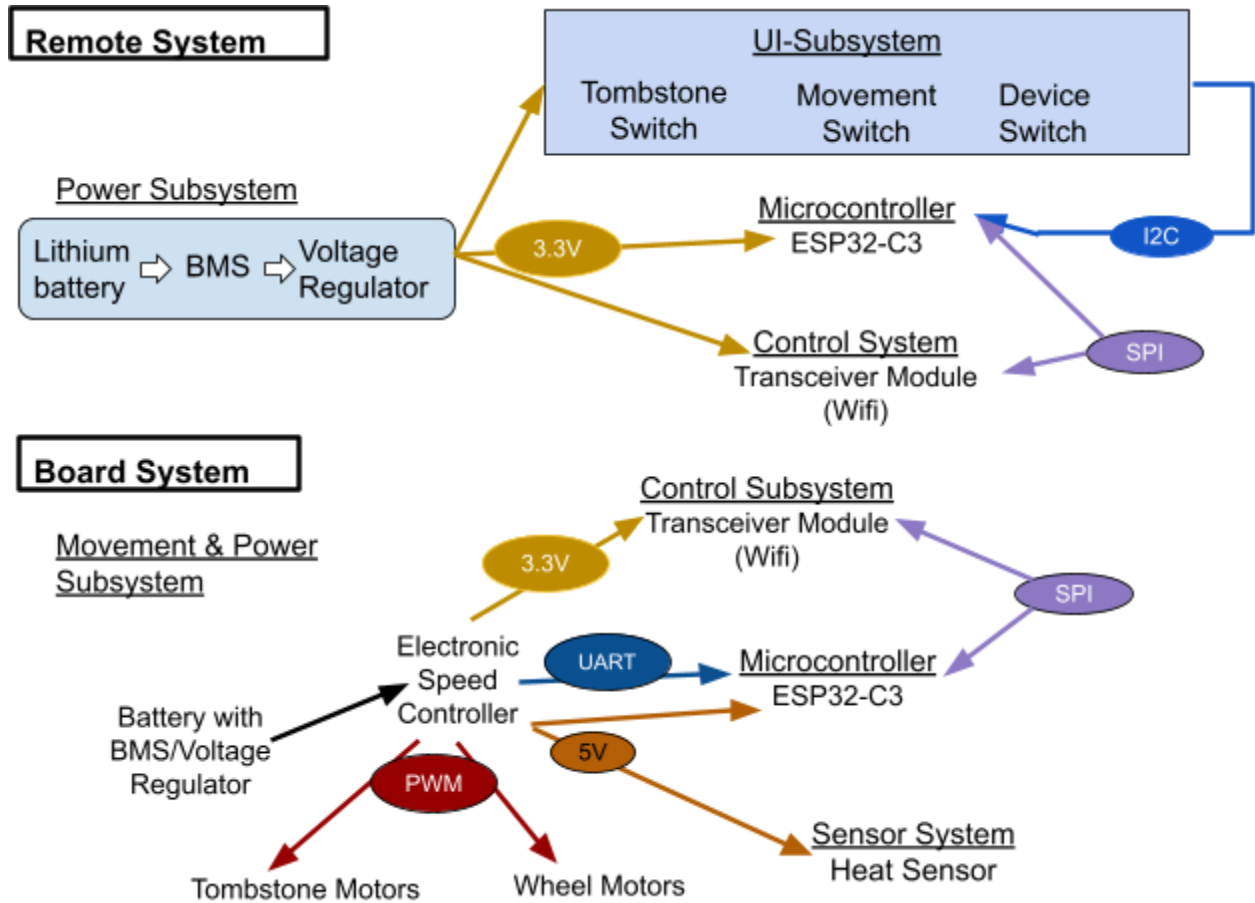 Remote System
UI-Subsystem
Tombstone
Switch
Movement
Switch
Device
Switch
Power Subsystem
Lithium
battery
BMS
Voltage
Regulator
3.3V
Microcontroller
ESP32-C3
I2C
Control System
Transceiver Module
(Wifi)
SPI
Board System
Movement & Power
Subsystem
Control Subsystem
Transceiver Module
(Wifi)
3.3V
SPI
Electronic
Speed
Controller
UART
Microcontroller
ESP32-C3
Battery with
BMS/Voltage
Regulator
5V
PWM
Sensor System
Heat Sensor
Tombstone Motors
Wheel Motors